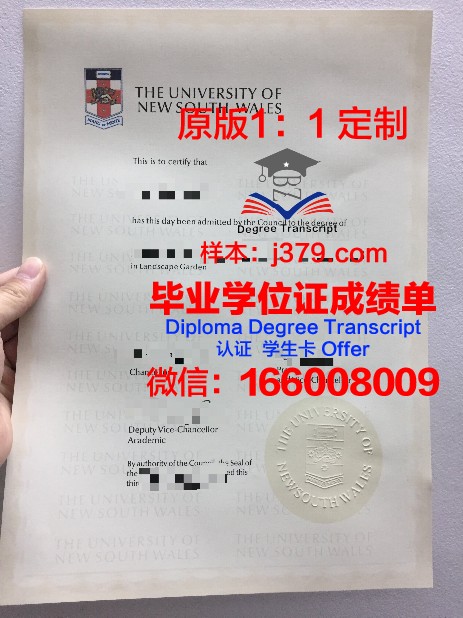 THE UNIVERSITY OF
NEW SOUTH WALES
原版1：1 定制
This is to certify that
BZ
has this day been admitted by the Council to the degree of
Degree Transcript
样本：j379.com
in Landscape Garden
毕业学位证成绩单
Diploma Degree Transcript
认证 学生卡 Offer
微信：166008009
Deputy Vice-Chancellor
Academic
By authority of the Council, the Seal of
the
ed this
THE UNIVERSITY OF
NEW SOUTH WALES